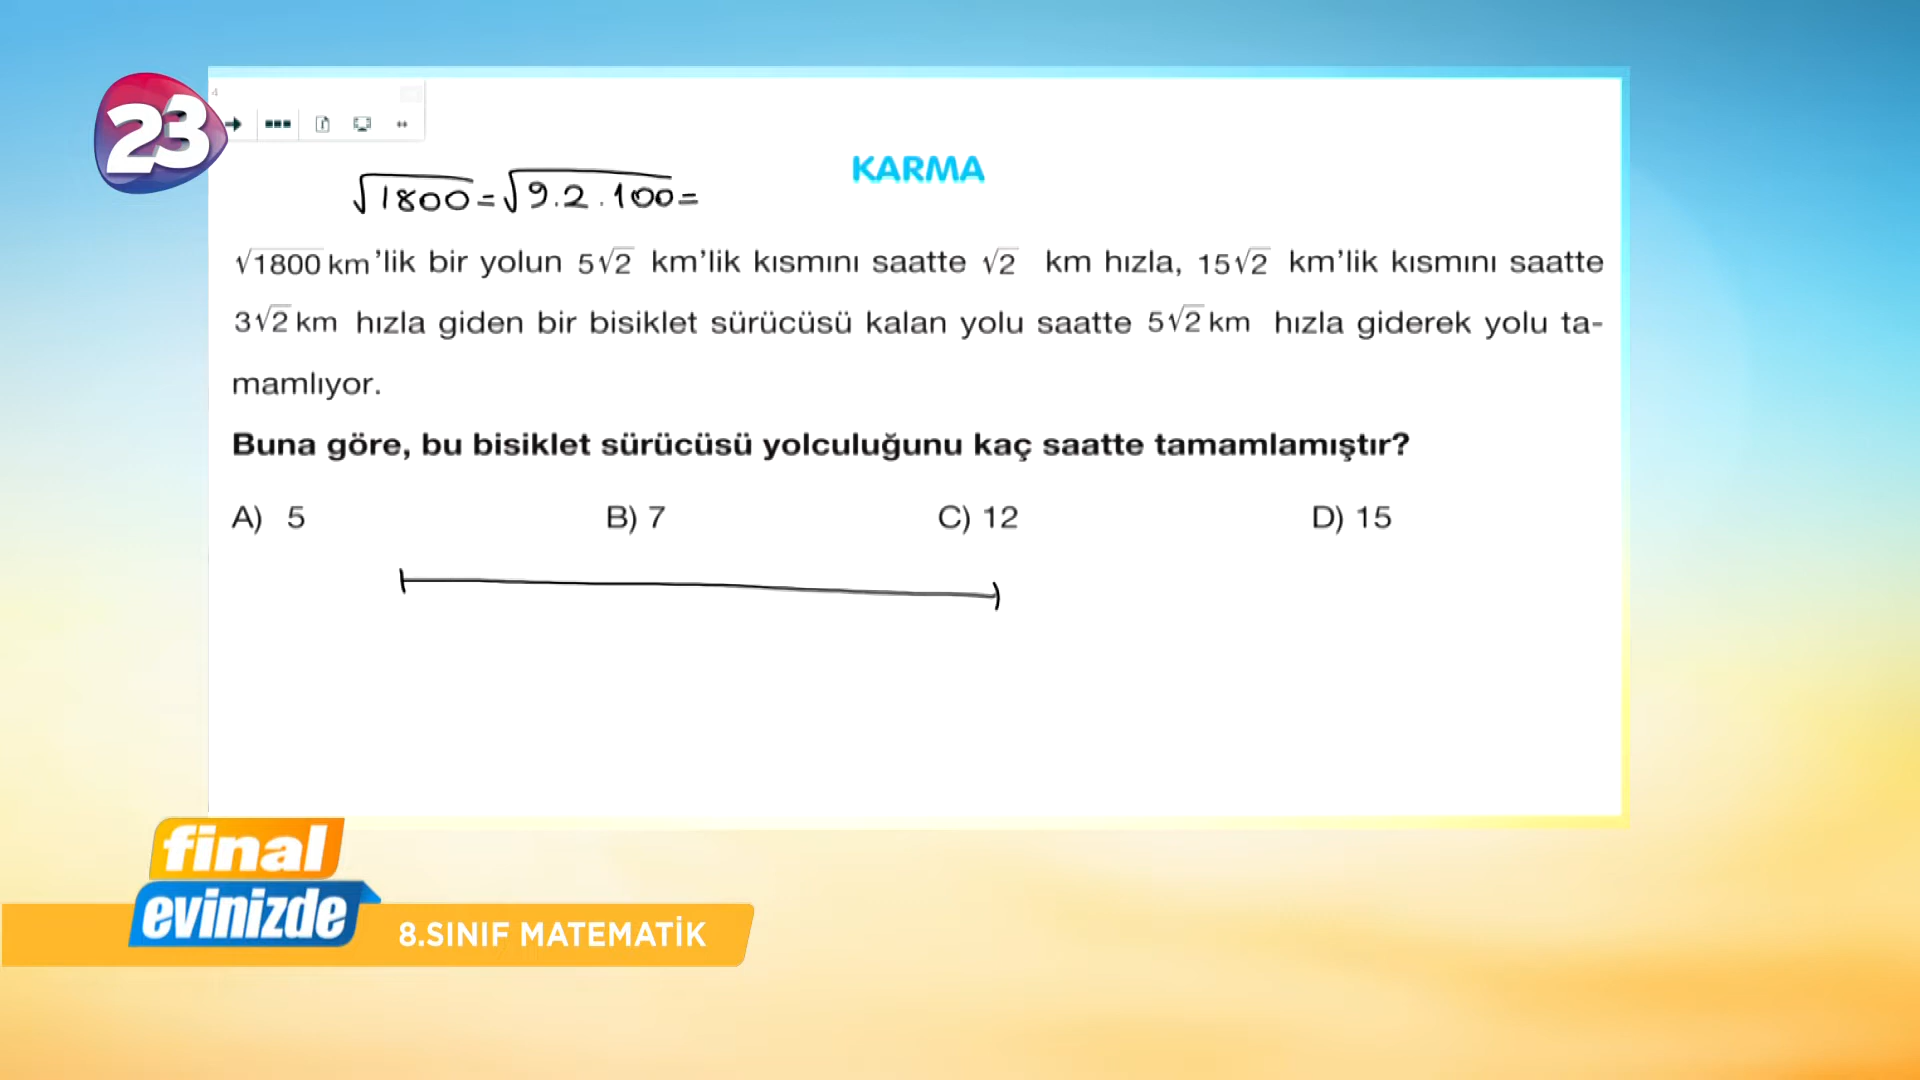 4
23
KARMA
√1800 = √9.2.100 =
√1800 km'lik bir yolun 5√2 km'lik kısmını saatte √2 km hızla, 15√2 km'lik kısmını saatte
3√2 km hızla giden bir bisiklet sürücüsü kalan yolu saatte 5√2 km hızla giderek yolu ta-
mamlıyor.
Buna göre, bu bisiklet sürücüsü yolculuğunu kaç saatte tamamlamıştır?
A) 5 B) 7 C) 12 D) 15
final
evinizde
8.SINIF MATEMATİK